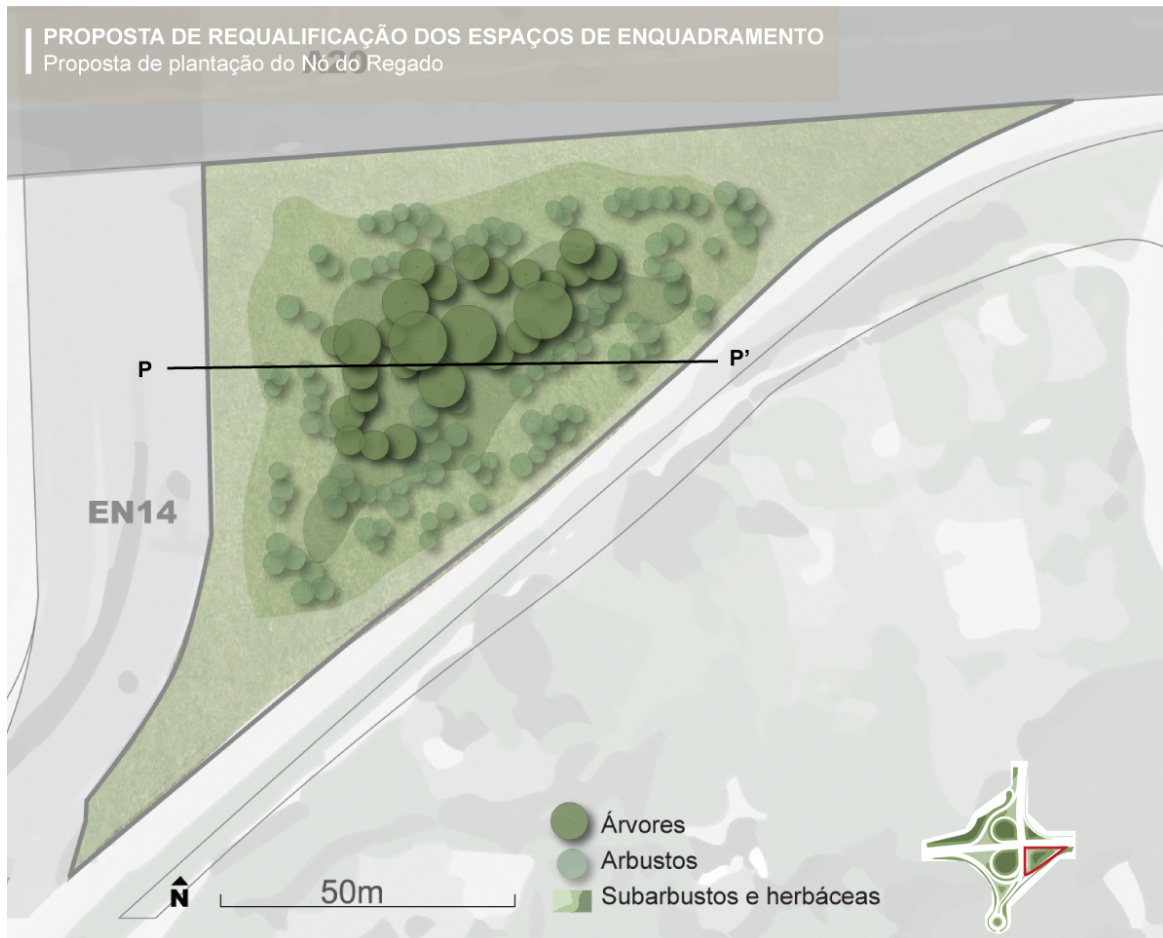 PROPOSTA DE REQUALIFICAÇÃO DOS ESPAÇOS DE ENQUADRAMENTO
Proposta de plantação do Nó do Regado
A20
P
P'
EN14
Árvores
Arbustos
Subarbustos e herbáceas
N
50m